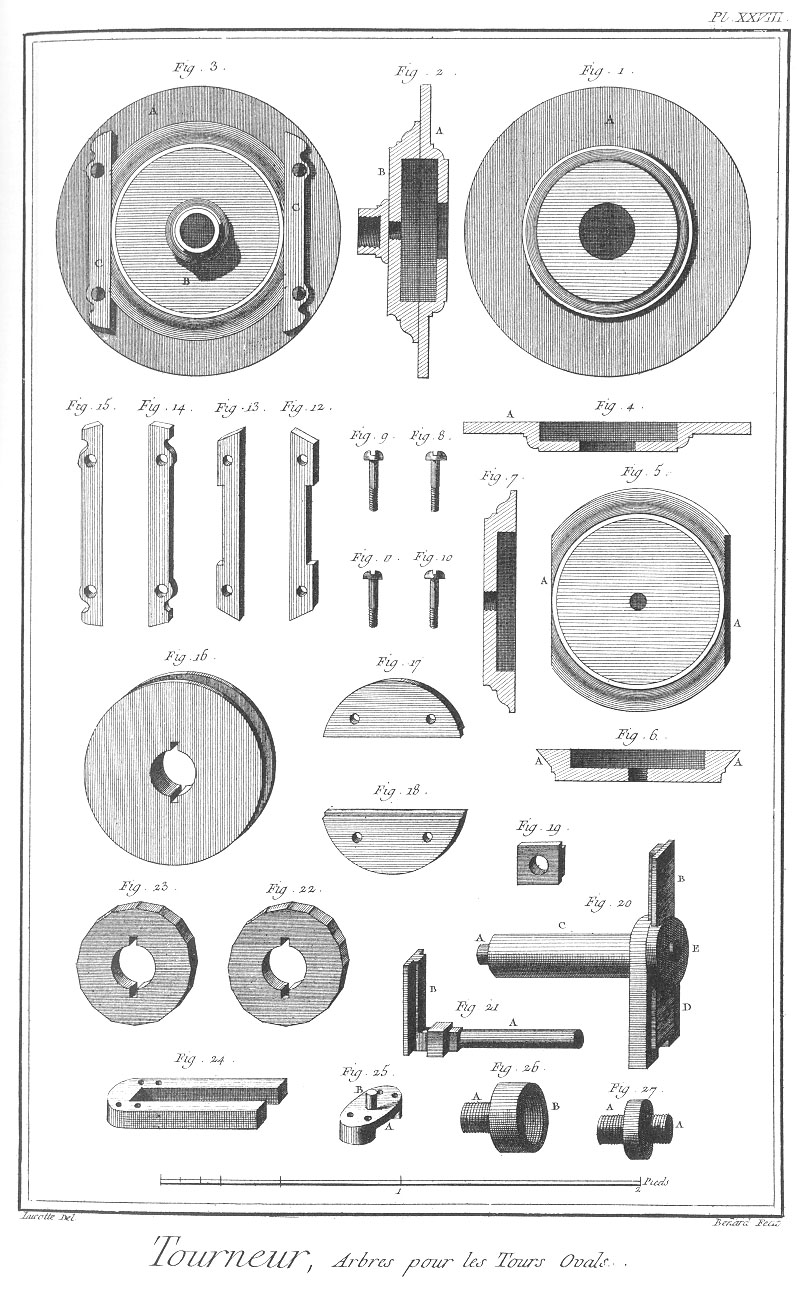 Pl. XXVIII.
Fig. 3. Fig. 2. Fig. 1.
A A A
B
C C
B
Fig. 15. Fig. 14. Fig. 13. Fig. 12. Fig. 4.
A
Fig. 9. Fig. 8.
Fig. 7. Fig. 5.
Fig. 11. Fig. 10.
A A
Fig. 16. Fig. 17
Fig. 6.
A A
Fig. 18.
Fig. 19.
Fig. 23. Fig. 22. Fig. 20
B
C
A E
B D
Fig. 21
A
Fig. 24. Fig. 25. Fig. 26. Fig. 27.
B A B A A
A
Pieds
1 2
Lucotte Del. Benard Fecit.
Tourneur, Arbres pour les Tours Ovals.